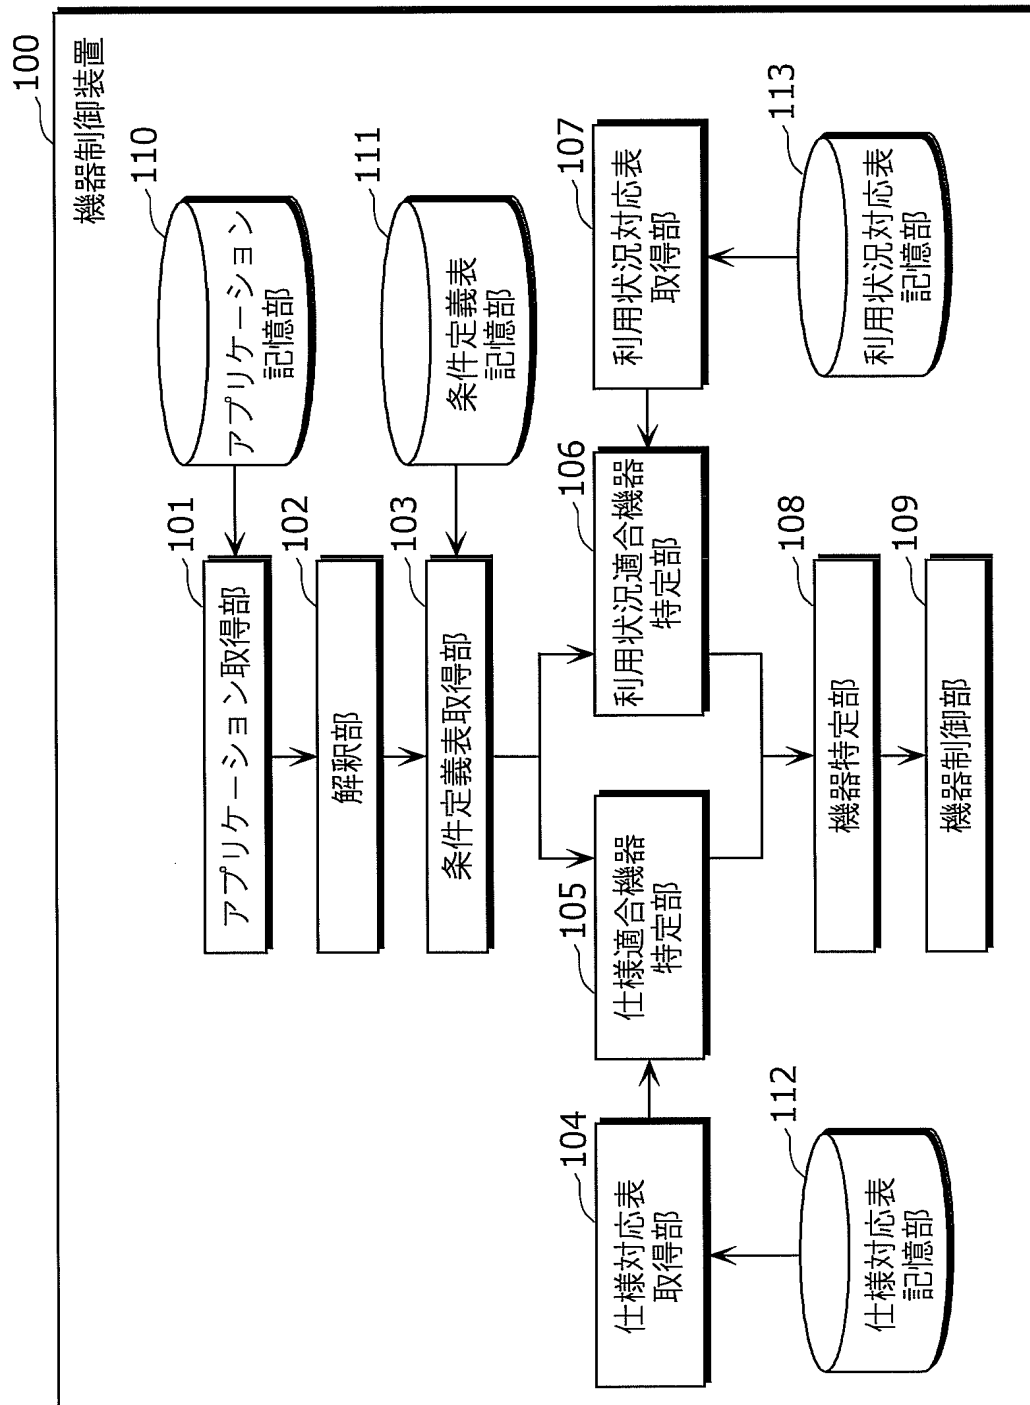 100
機器制御装置
110
アプリケーション
記憶部
101
アプリケーション取得部
102
解釈部
111
条件定義表
記憶部
103
条件定義表取得部
104
仕様対応表
取得部
105
仕様適合機器
特定部
106
利用状況適合機器
特定部
107
利用状況対応表
取得部
112
仕様対応表
記憶部
108
機器特定部
113
利用状況対応表
記憶部
109
機器制御部